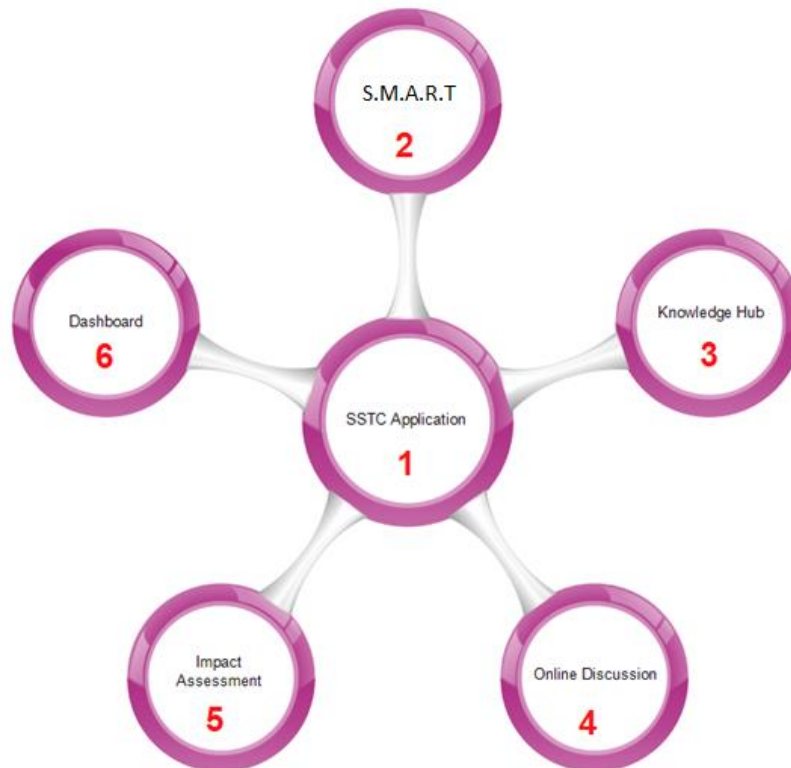 S.M.A.R.T
2
Dashboard
6
Knowledge Hub
3
SSTC Application
1
Impact
Assessment
5
Online Discussion
4